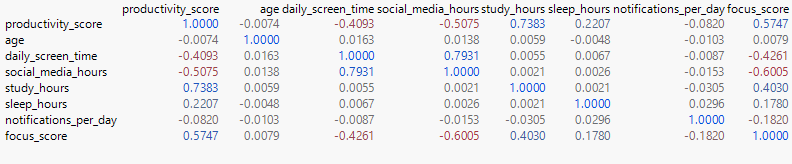 productivity_score age daily_screen_time social_media_hours study_hours sleep_hours notifications_per_day focus_score
productivity_score 1.0000 -0.0074 -0.4093 -0.5075 0.7383 0.2207 -0.0820 0.5747
age -0.0074 1.0000 0.0163 0.0138 0.0059 -0.0048 -0.0103 0.0079
daily_screen_time -0.4093 0.0163 1.0000 0.7931 0.0055 0.0067 -0.0087 -0.4261
social_media_hours -0.5075 0.0138 0.7931 1.0000 0.0021 0.0026 -0.0153 -0.6005
study_hours 0.7383 0.0059 0.0055 0.0021 1.0000 0.0021 -0.0305 0.4030
sleep_hours 0.2207 -0.0048 0.0067 0.0026 0.0021 1.0000 0.0296 0.1780
notifications_per_day -0.0820 -0.0103 -0.0087 -0.0153 -0.0305 0.0296 1.0000 -0.1820
focus_score 0.5747 0.0079 -0.4261 -0.6005 0.4030 0.1780 -0.1820 1.0000